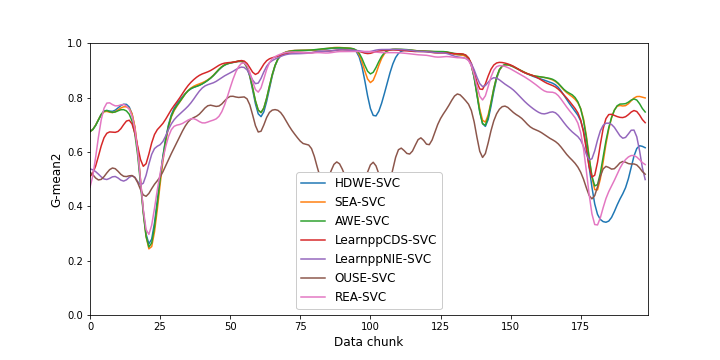 1.0
0.8
0.6
0.4
0.2
0.0
G-mean2
0
25
50
75
100
125
150
175
Data chunk
HDWE-SVC
SEA-SVC
AWE-SVC
LearnppCDS-SVC
LearnppNIE-SVC
OUSE-SVC
REA-SVC